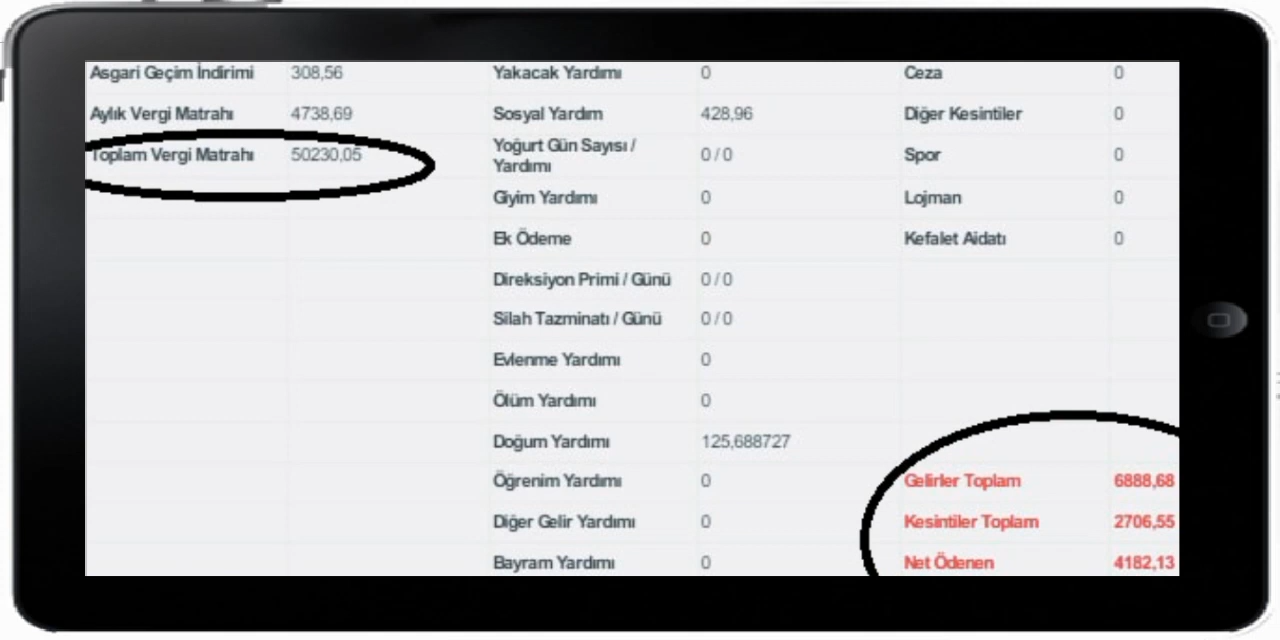 Asgari Geçim İndirimi 308,56 Yakacak Yardımı 0 Ceza 0
Aylık Vergi Matrahı 4738,69 Sosyal Yardım 428,96 Diğer Kesintiler 0
Toplam Vergi Matrahı 50230,05 Yoğurt Gün Sayısı / Yardımı 0 / 0 Spor 0
Giyim Yardımı 0 Lojman 0
Ek Ödeme 0 Kefalet Aidatı 0
Direksiyon Primi / Günü 0 / 0
Silah Tazminatı / Günü 0 / 0
Evlenme Yardımı 0
Ölüm Yardımı 0
Doğum Yardımı 125,688727
Öğrenim Yardımı 0 Gelirler Toplam 6888,68
Diğer Gelir Yardımı 0 Kesintiler Toplam 2706,55
Bayram Yardımı 0 Net Ödenen 4182,13